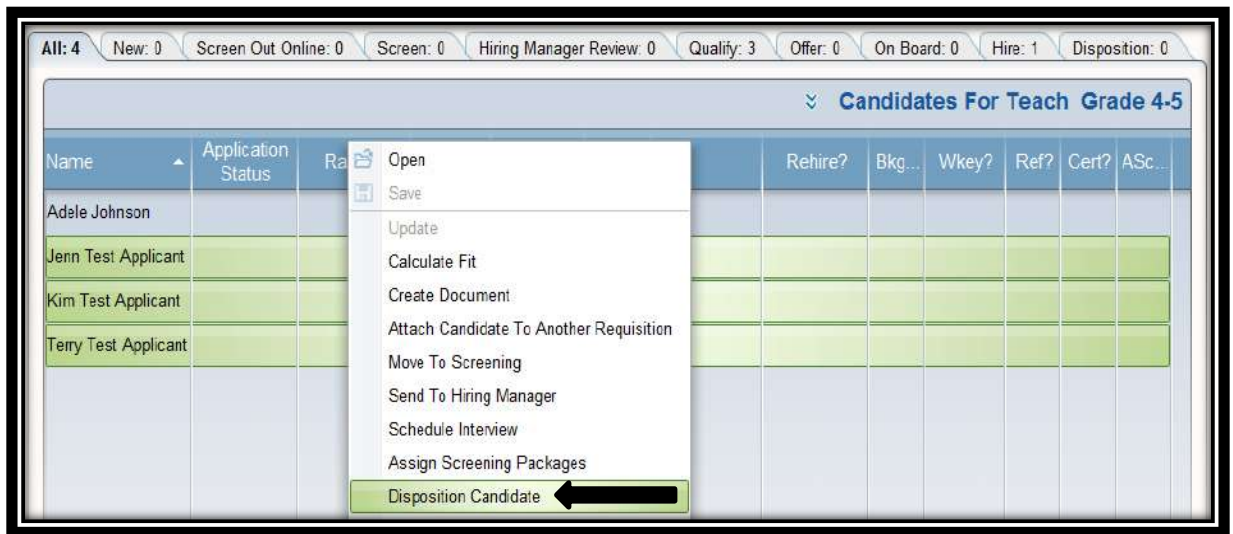 All: 4 New: 0 Screen Out Online: 0 Screen: 0 Hiring Manager Review: 0 Qualify: 3 Offer: 0 On Board: 0 Hire: 1 Disposition: 0
Candidates For Teach Grade 4-5
Name Application Status Ra Rehire? Bkg... Wkey? Ref? Cert? ASc...
Open
Save
Adele Johnson
Update
Jenn Test Applicant
Calculate Fit
Kim Test Applicant
Create Document
Attach Candidate To Another Requisition
Terry Test Applicant
Move To Screening
Send To Hiring Manager
Schedule Interview
Assign Screening Packages
Disposition Candidate